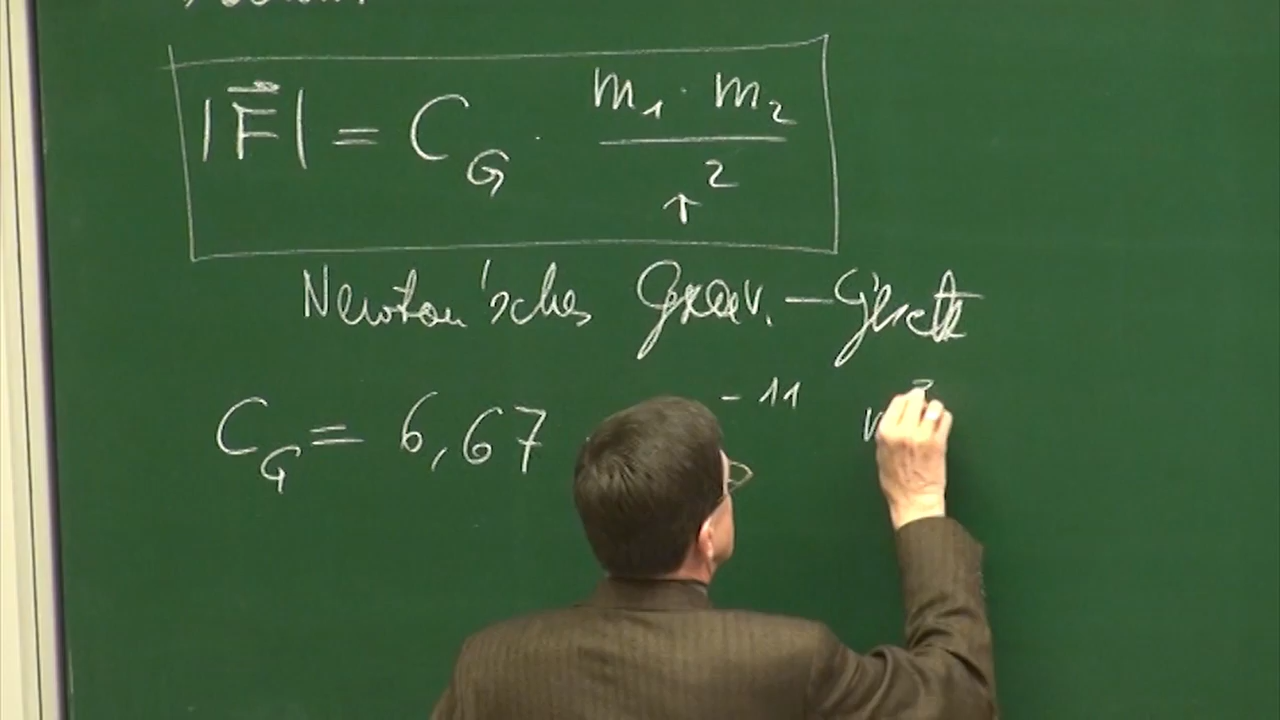 |F⃗| = C_G · (m₁ · m₂) / r²
Newton'sches Grav. – Gesetz
C_G = 6,67 ⁻¹¹